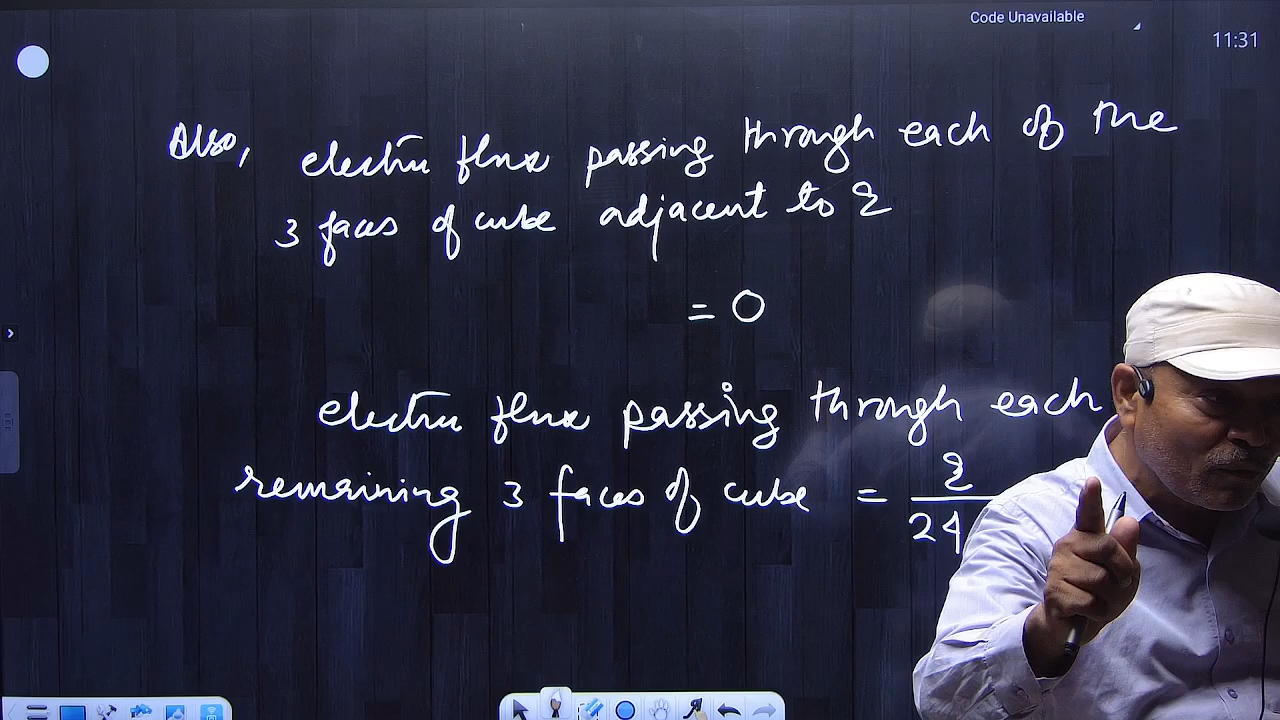 Code Unavailable
11:31
Also, electric flux passing through each of the
3 faces of cube adjacent to q
= 0
electric flux passing through each
remaining 3 faces of cube = q
24